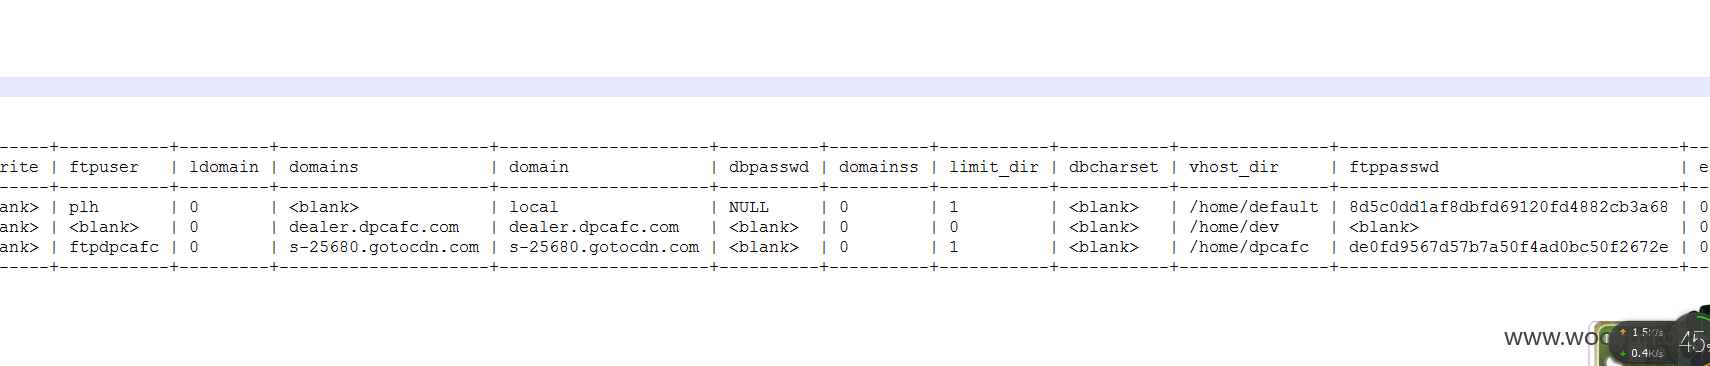 -----+-----------+---------+---------------------+---------------------+----------+-----------+-----------+-----------+---------------+----------------------------------+--
rite | ftpuser | ldomain | domains | domain | dbpasswd | domainss | limit_dir | dbcharset | vhost_dir | ftppasswd | e
-----+-----------+---------+---------------------+---------------------+----------+-----------+-----------+-----------+---------------+----------------------------------+--
ank> | plh | 0 | <blank> | local | NULL | 0 | 1 | <blank> | /home/default | 8d5c0dd1af8dbfd69120fd4882cb3a68 | 0
ank> | <blank> | 0 | dealer.dpcafc.com | dealer.dpcafc.com | <blank> | 0 | 0 | <blank> | /home/dev | <blank> | 0
ank> | ftpdpcafc | 0 | s-25680.gotocdn.com | s-25680.gotocdn.com | <blank> | 0 | 1 | <blank> | /home/dpcafc | de0fd9567d57b7a50f4ad0bc50f2672e | 0
-----+-----------+---------+---------------------+---------------------+----------+-----------+-----------+-----------+---------------+----------------------------------+--
1.5K/s
45%
0.4K/s